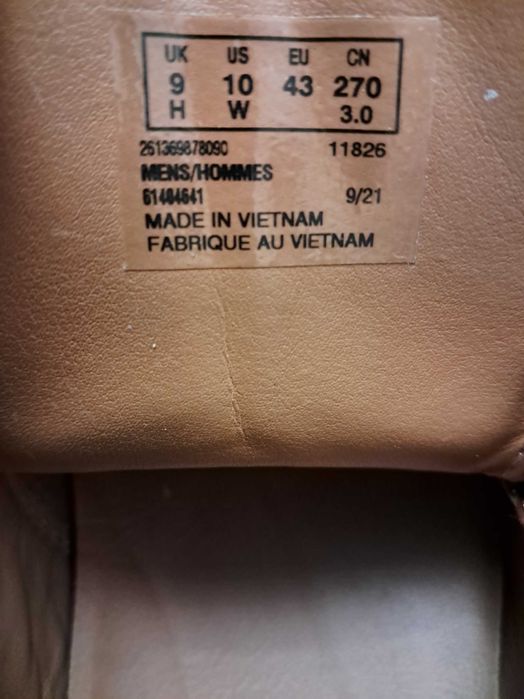 UK US EU CN
9 10 43 270
H W 3.0
261369878090 11826
MENS/HOMMES
61484641 9/21
MADE IN VIETNAM
FABRIQUE AU VIETNAM